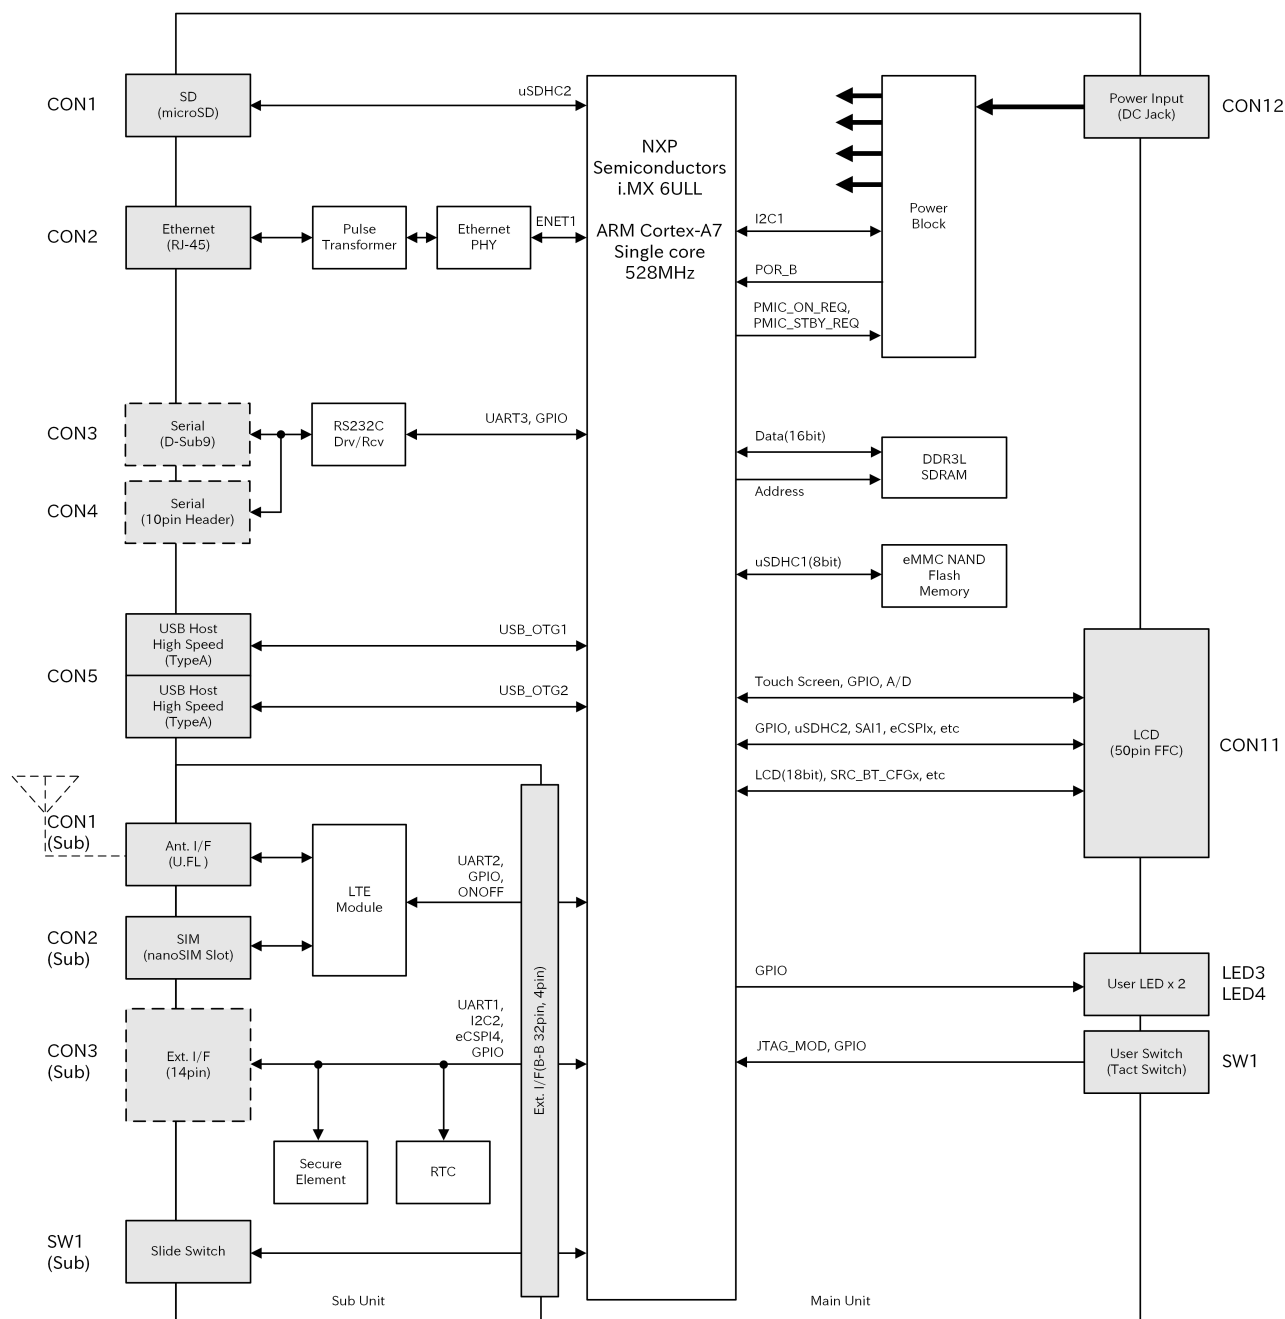 CON1
SD
(microSD)
uSDHC2
CON2
Ethernet
(RJ-45)
Pulse
Transformer
Ethernet
PHY
ENET1
CON3
Serial
(D-Sub9)
RS232C
Drv/Rcv
UART3, GPIO
CON4
Serial
(10pin Header)
CON5
USB Host
High Speed
(TypeA)
USB_OTG1
USB Host
High Speed
(TypeA)
USB_OTG2
CON1
(Sub)
Ant. I/F
(U.FL )
LTE
Module
UART2,
GPIO,
ONOFF
CON2
(Sub)
SIM
(nanoSIM Slot)
CON3
(Sub)
Ext. I/F
(14pin)
UART1,
I2C2,
eCSPI4,
GPIO
Secure
Element
RTC
SW1
(Sub)
Slide Switch
Sub Unit
Ext. I/F(B-B 32pin, 4pin)
NXP
Semiconductors
i.MX 6ULL
ARM Cortex-A7
Single core
528MHz
Power
Block
Power Input
(DC Jack)
CON12
I2C1
POR_B
PMIC_ON_REQ,
PMIC_STBY_REQ
Data(16bit)
Address
DDR3L
SDRAM
uSDHC1(8bit)
eMMC NAND
Flash
Memory
Touch Screen, GPIO, A/D
GPIO, uSDHC2, SAI1, eCSPIx, etc
LCD(18bit), SRC_BT_CFGx, etc
LCD
(50pin FFC)
CON11
GPIO
User LED x 2
LED3
LED4
JTAG_MOD, GPIO
User Switch
(Tact Switch)
SW1
Main Unit